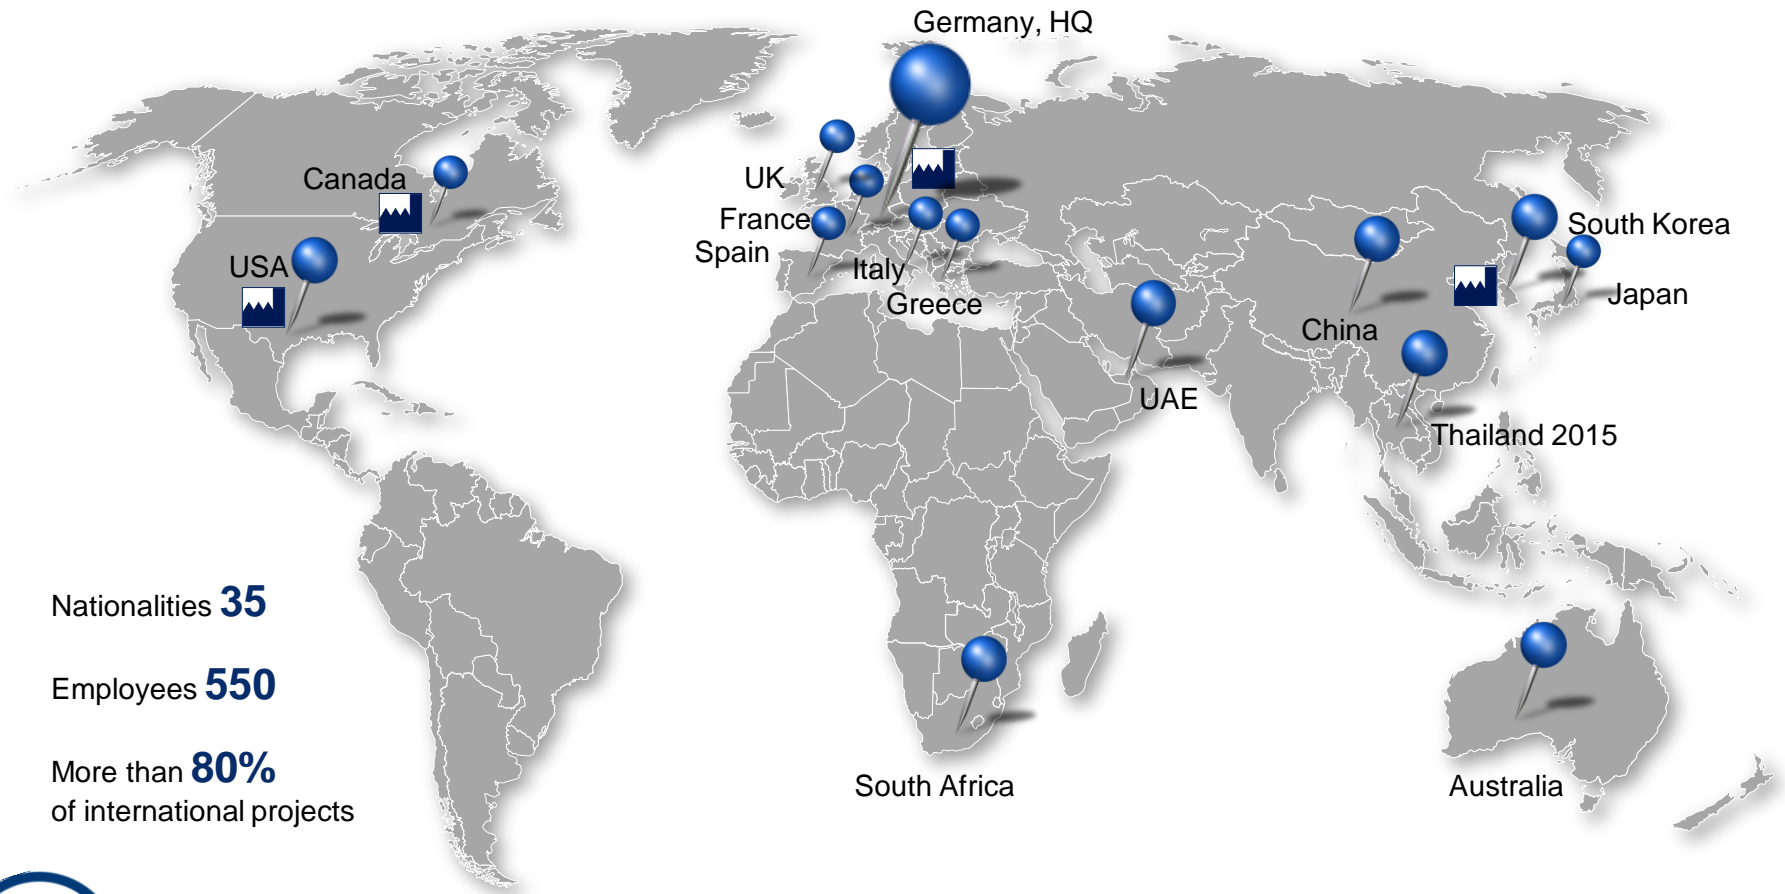 Germany, HQ
Canada
UK
France
Spain
South Korea
USA
Italy
Japan
Greece
China
UAE
Thailand 2015
Nationalities 35
Employees 550
More than 80%
of international projects
South Africa
Australia